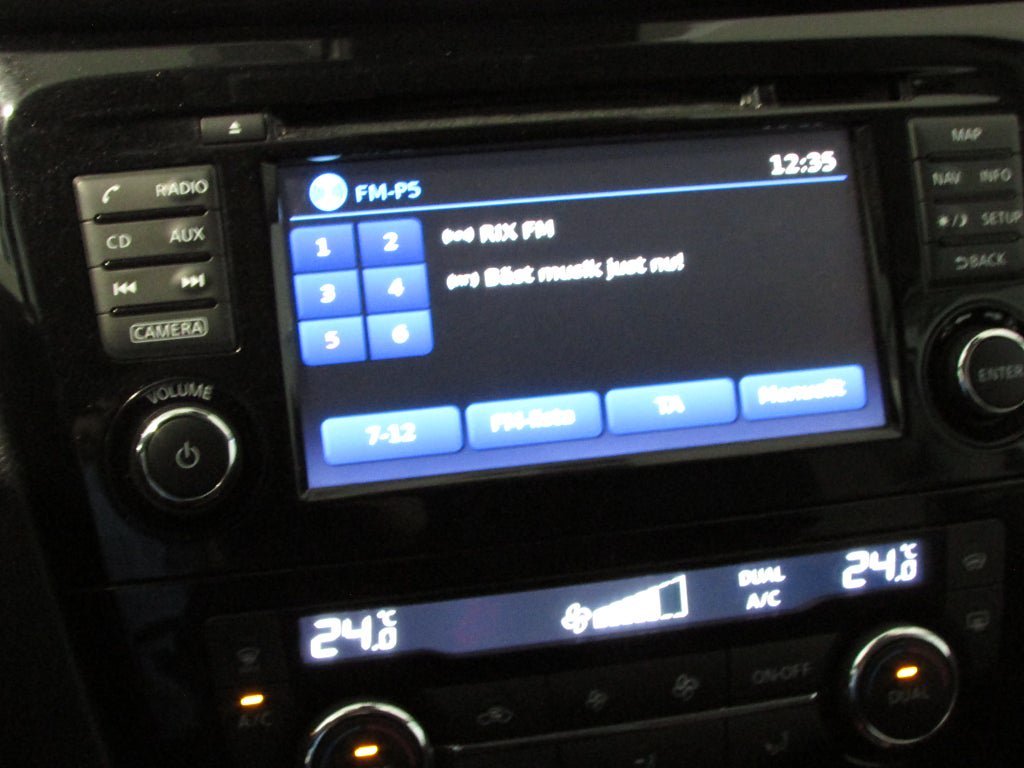 MAP
NAV INFO
SETUP
BACK
ENTER
RADIO
CD AUX
CAMERA
VOLUME
FM-P5
12:35
1 2
3 4
5 6
RIX FM
Bäst musik just nu!
7-12
FM-lista
TA
Manuellt
24.0 °C
DUAL
A/C
24.0 °C
A/C
ON·OFF
DUAL